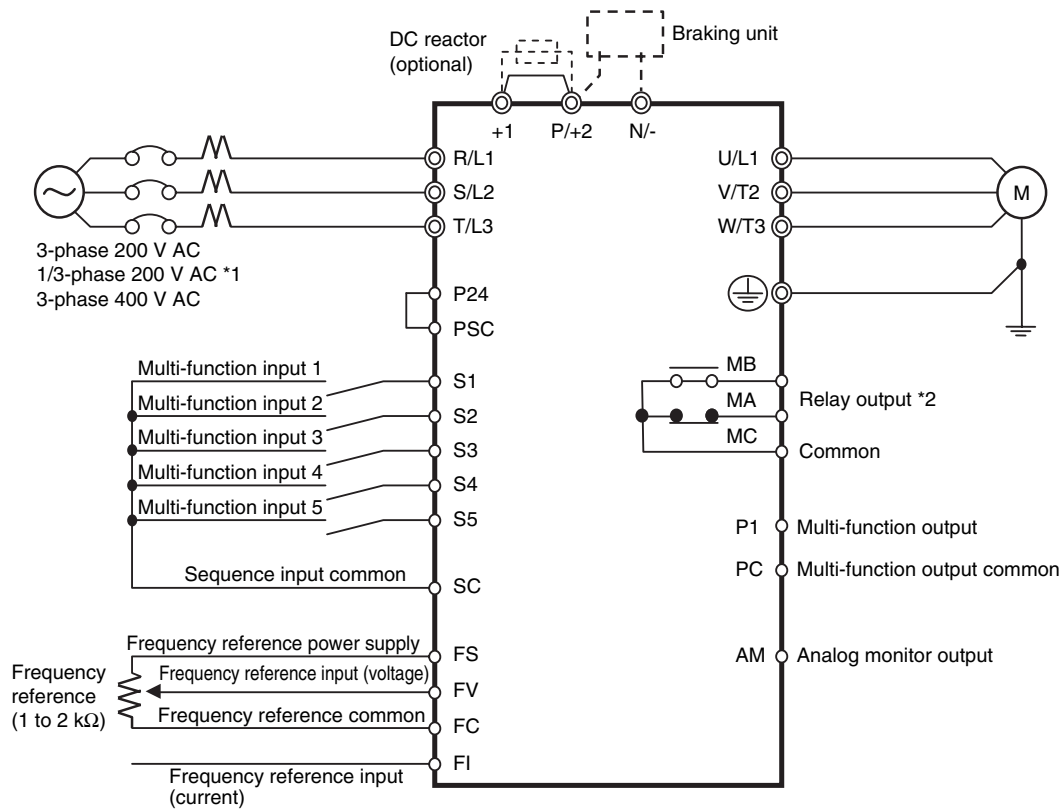 DC reactor
(optional)
Braking unit
+1
P/+2
N/-
R/L1
S/L2
T/L3
U/L1
V/T2
W/T3
M
3-phase 200 V AC
1/3-phase 200 V AC *1
3-phase 400 V AC
P24
PSC
Multi-function input 1
S1
Multi-function input 2
S2
Multi-function input 3
S3
Multi-function input 4
S4
Multi-function input 5
S5
Sequence input common
SC
MB
MA
Relay output *2
MC
Common
P1
Multi-function output
PC
Multi-function output common
AM
Analog monitor output
Frequency reference power supply
FS
Frequency
reference
(1 to 2 kΩ)
Frequency reference input (voltage)
FV
Frequency reference common
FC
FI
Frequency reference input
(current)